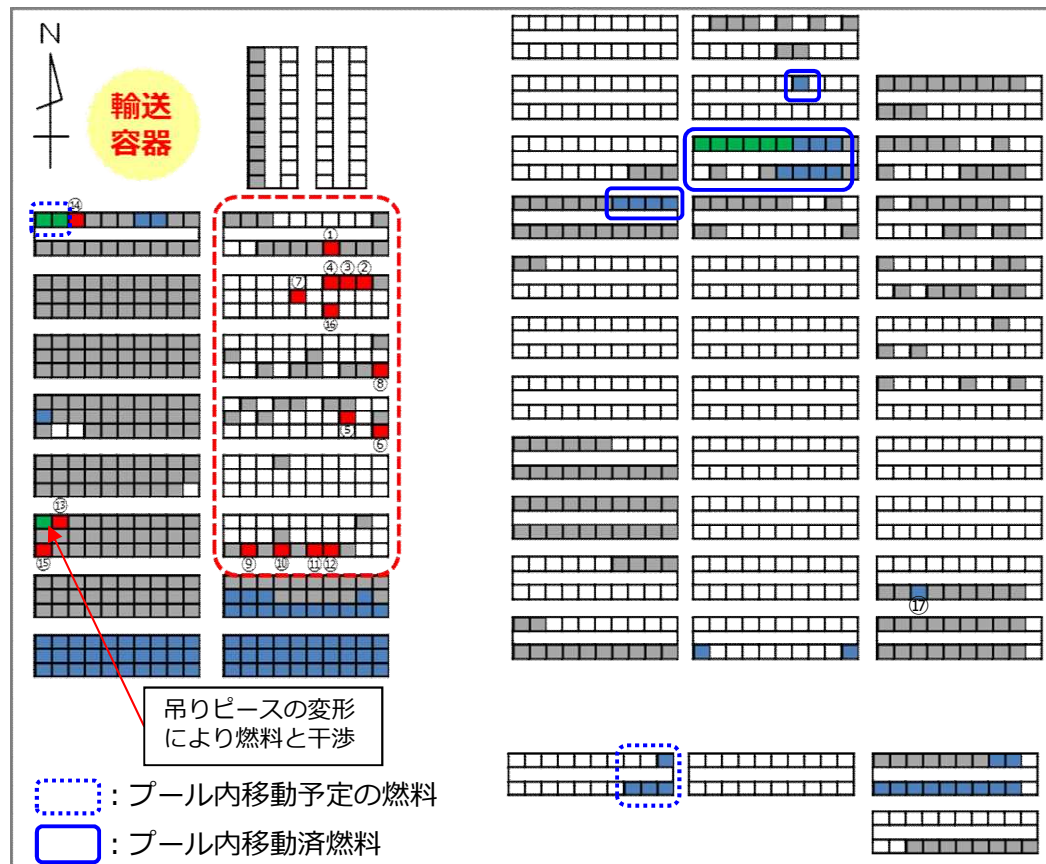 N
輸送
容器
⑭
①
④③②
⑦
⑯
⑧
⑤
⑥
⑬
⑮
⑨
⑩
⑪⑫
⑰
吊りピースの変形
により燃料と干渉
：プール内移動予定の燃料
：プール内移動済燃料